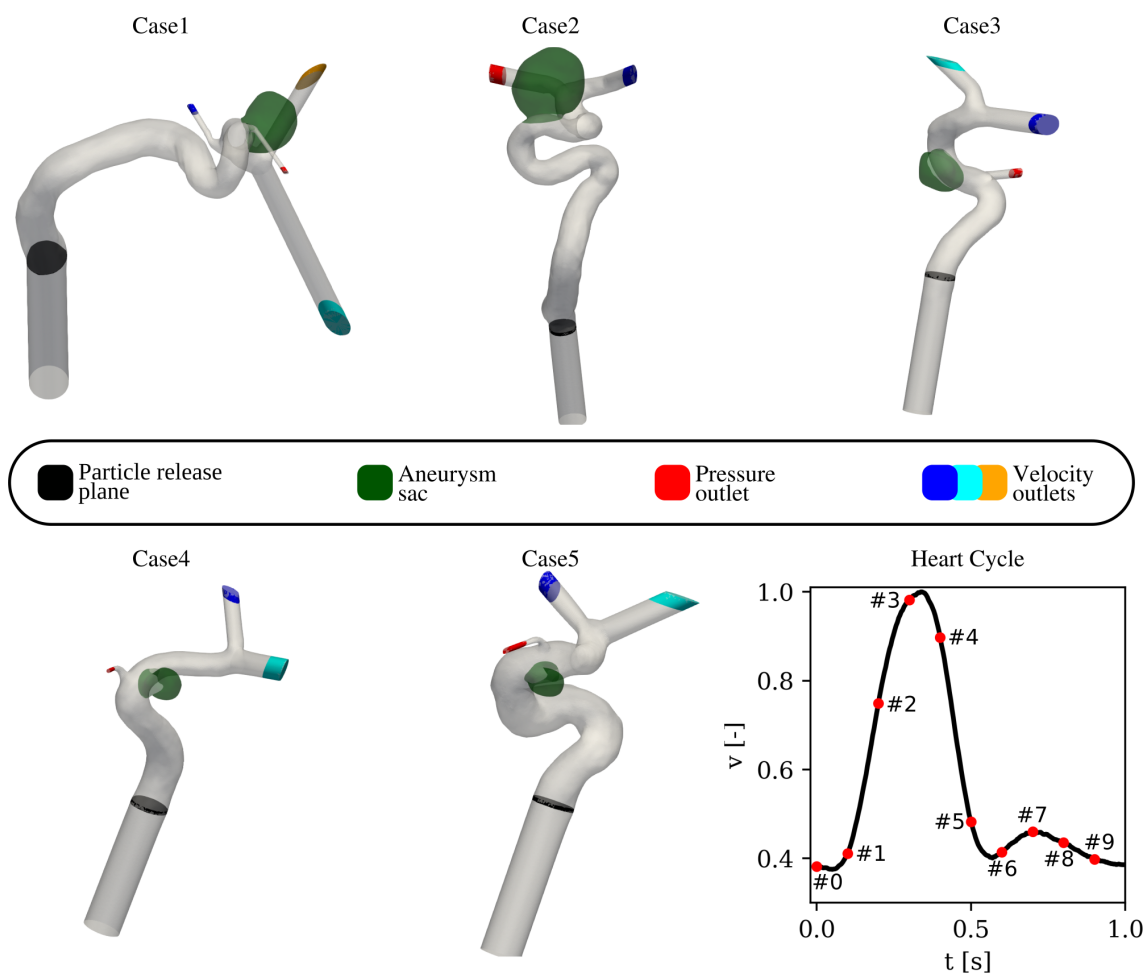 Case1
Case2
Case3
Particle release
plane
Aneurysm
sac
Pressure
outlet
Velocity
outlets
Case4
Case5
Heart Cycle
1.0
0.8
0.6
0.4
v [-]
#0
#1
#2
#3
#4
#5
#6
#7
#8
#9
0.0
0.5
1.0
t [s]